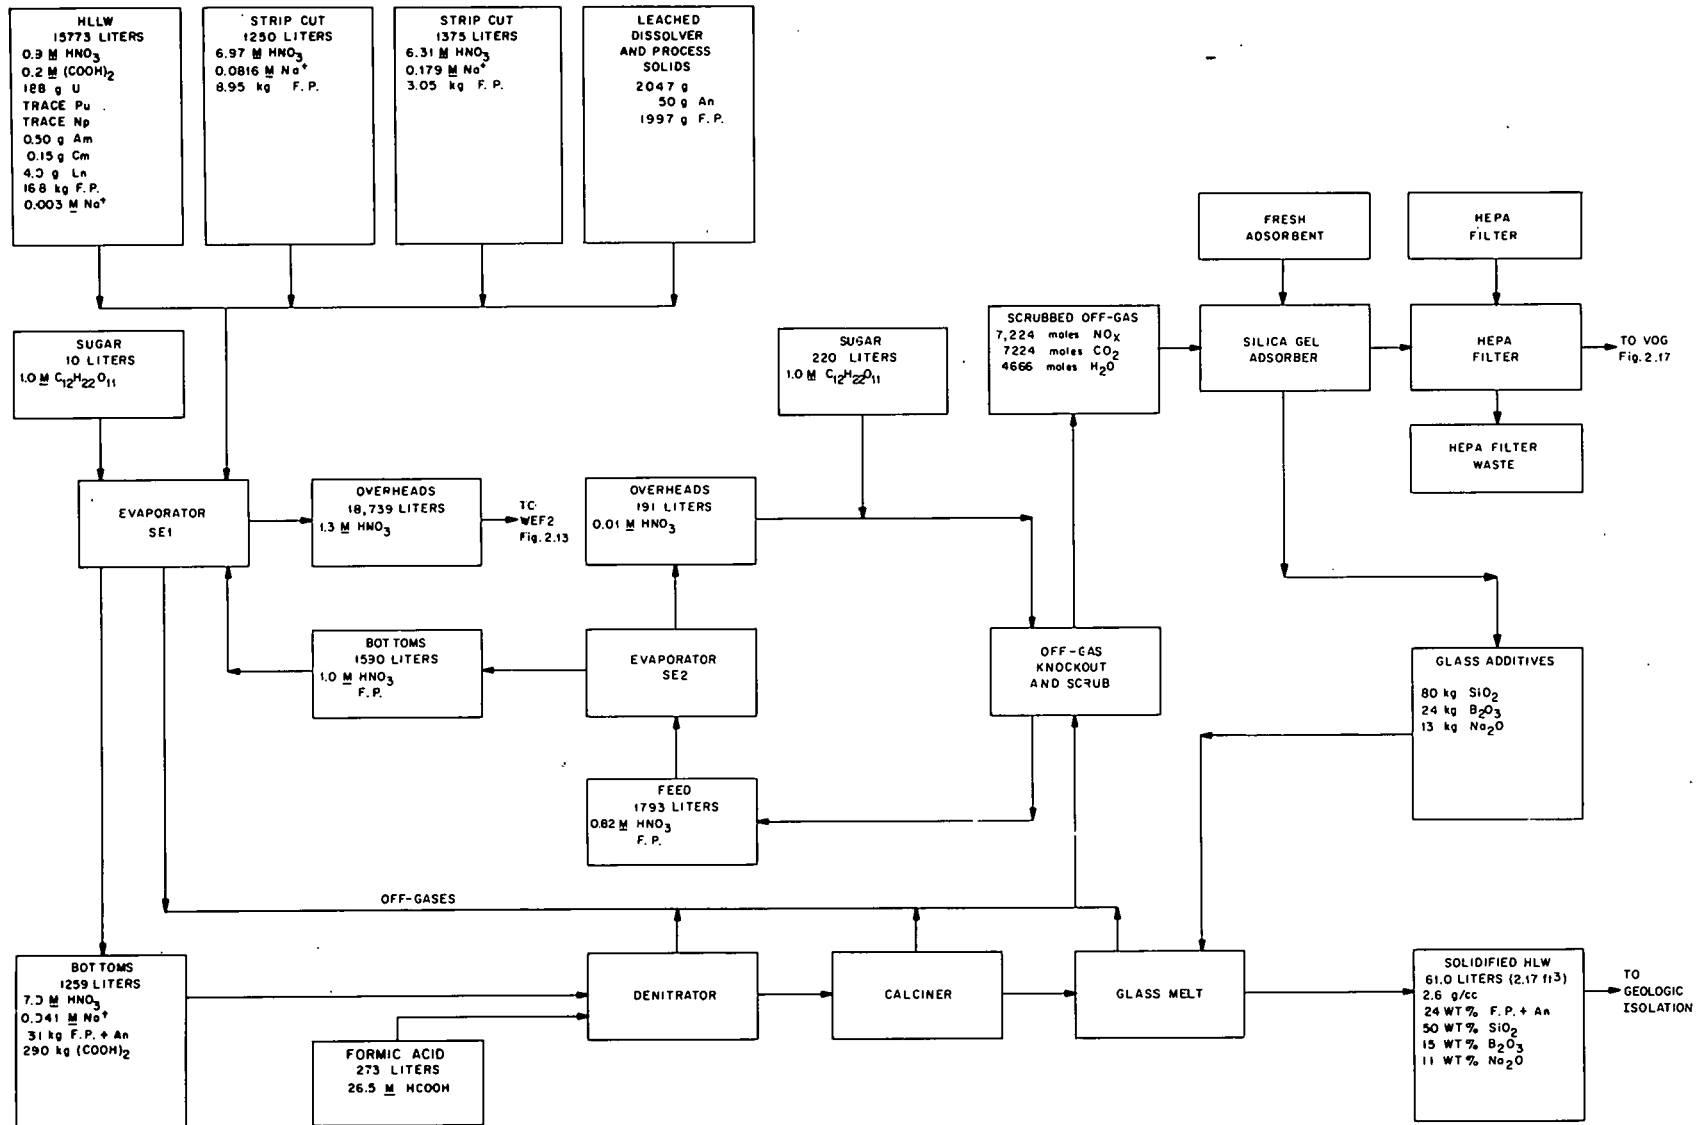 HLLW
15773 LITERS
0.9 M HNO3
0.2 M (COOH)2
188 g U
TRACE Pu
TRACE Np
0.50 g Am
0.15 g Cm
4.0 g Ln
16.8 kg F.P.
0.003 M Na+
STRIP CUT
1250 LITERS
6.97 M HNO3
0.0816 M Na+
8.95 kg F.P.
STRIP CUT
1375 LITERS
6.31 M HNO3
0.179 M Na+
3.05 kg F.P.
LEACHED
DISSOLVER
AND PROCESS
SOLIDS
2047 g
50 g An
1997 g F.P.
FRESH
ADSORBENT
HEPA
FILTER
SUGAR
10 LITERS
1.0 M C12H22O11
SUGAR
220 LITERS
1.0 M C12H22O11
SCRUBBED OFF-GAS
7,224 moles NOX
7224 moles CO2
4666 moles H2O
SILICA GEL
ADSORBER
HEPA
FILTER
TO VOG
Fig.2.17
HEPA FILTER
WASTE
EVAPORATOR
SE1
OVERHEADS
18,739 LITERS
1.3 M HNO3
TO
WEF2
Fig.2.13
OVERHEADS
191 LITERS
0.01 M HNO3
BOTTOMS
1590 LITERS
1.0 M HNO3
F.P.
EVAPORATOR
SE2
OFF-GAS
KNOCKOUT
AND SCRUB
GLASS ADDITIVES
80 kg SiO2
24 kg B2O3
13 kg Na2O
FEED
1793 LITERS
0.82 M HNO3
F.P.
OFF-GASES
BOTTOMS
1259 LITERS
7.0 M HNO3
0.041 M Na+
31 kg F.P. + An
290 kg (COOH)2
DENITRATOR
CALCINER
GLASS MELT
SOLIDIFIED HLW
61.0 LITERS (2.17 ft3)
2.6 g/cc
24 WT% F.P. + An
50 WT% SiO2
15 WT% B2O3
11 WT% Na2O
TO
GEOLOGIC
ISOLATION
FORMIC ACID
273 LITERS
26.5 M HCOOH